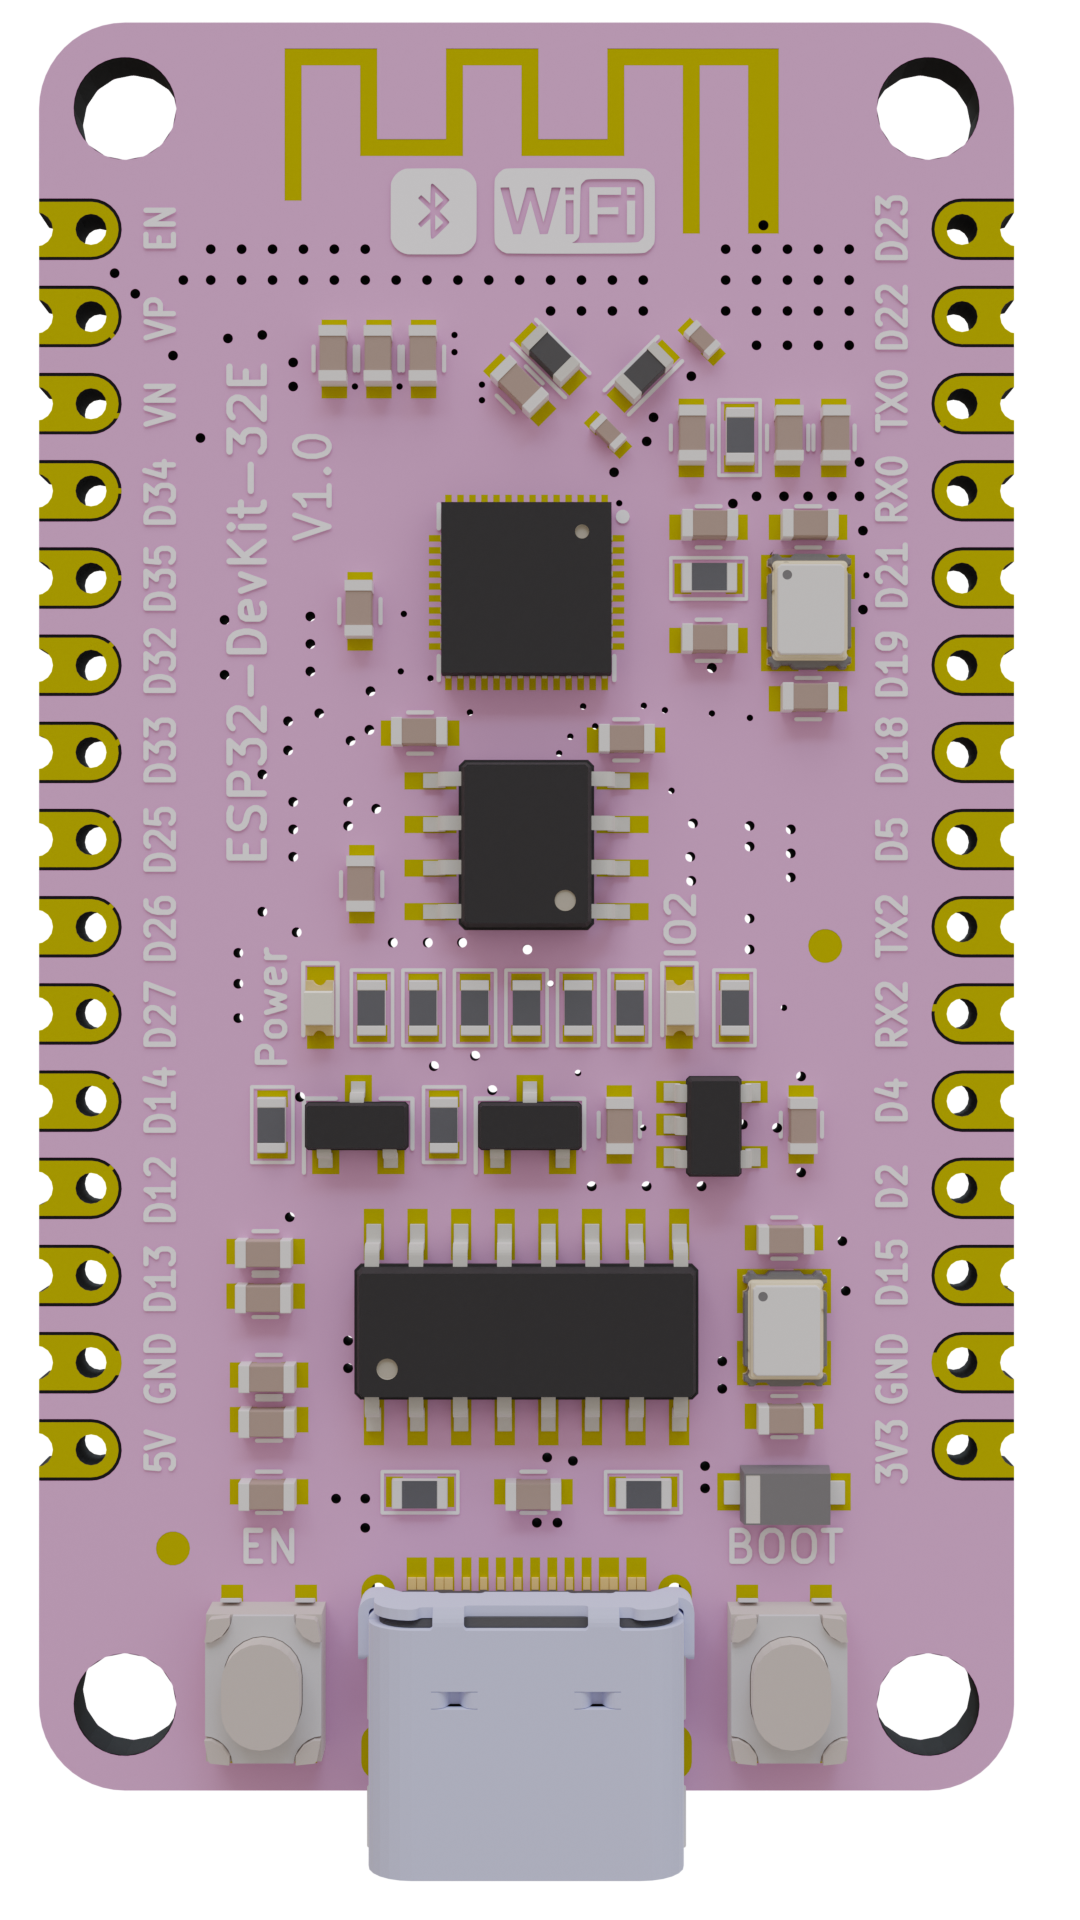 WiFi
EN
VP
VN
D34
D35
D32
D33
D25
D26
D27
D14
D12
D13
GND
5V
ESP32-DevKit-32E
V1.0
D23
D22
TX0
RX0
D21
D19
D18
D5
TX2
RX2
D4
D2
D15
GND
3V3
Power
IO2
EN
BOOT